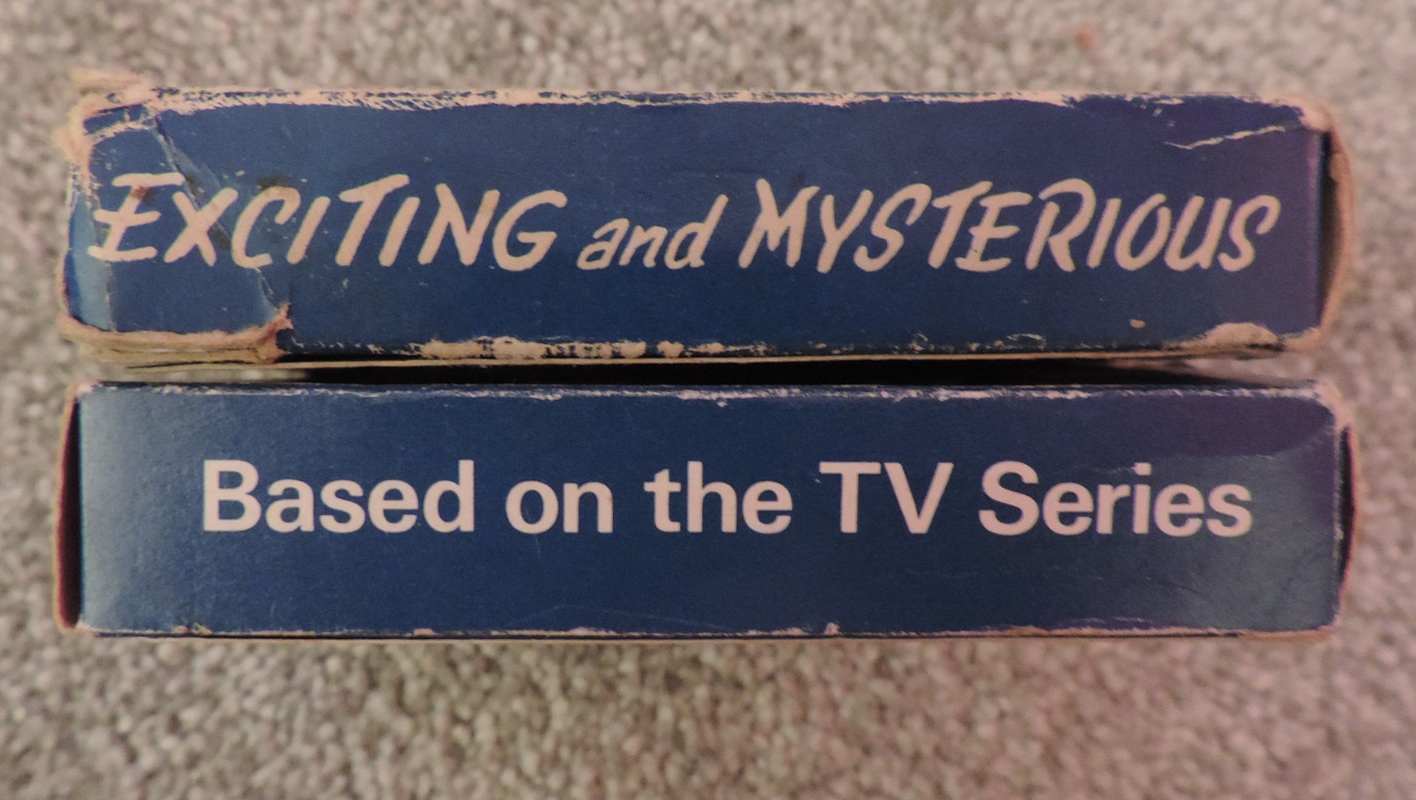 EXCITING and MYSTERIOUS
Based on the TV Series